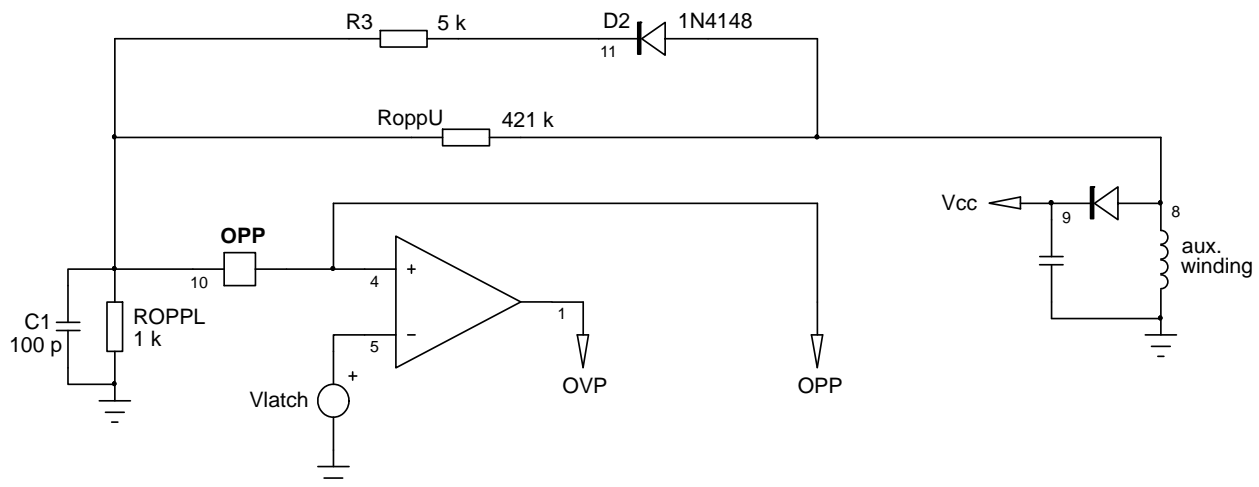 R3
5 k
D2
1N4148
11
RoppU
421 k
Vcc
9
8
aux.
winding
OPP
10
4
+
1
C1
100 p
ROPPL
1 k
5
−
+
Vlatch
OVP
OPP